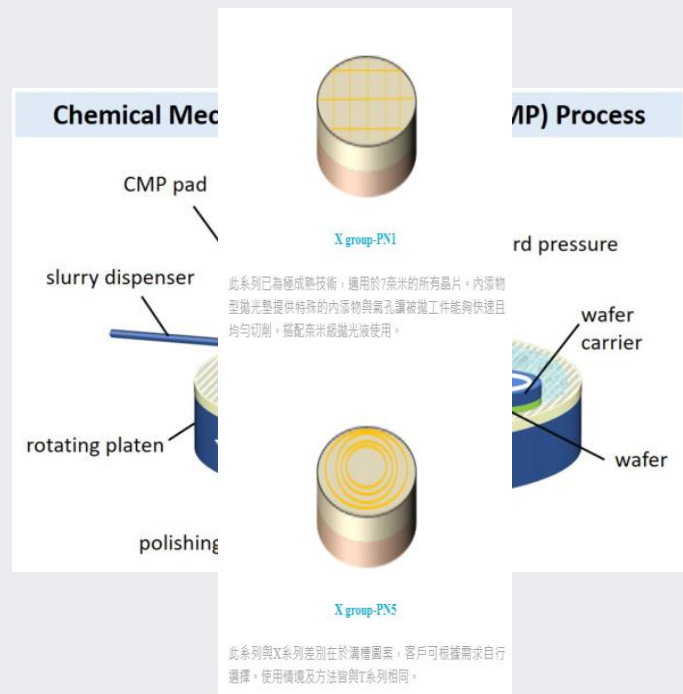 Chemical Mec
MP) Process
CMP pad
slurry dispenser
rotating platen
polishing
rd pressure
wafer
carrier
wafer
X group-PN1
此系列已為極成熟技術，適用於7奈米的所有晶片。內添物
型拋光墊提供特殊的內添物與氣孔讓被拋工件能夠快速且
均勻切削，搭配奈米級拋光液使用。
X group-PN5
此系列與X系列差別在於溝槽圖案，客戶可根據需求自行
選擇。使用情境及方法皆與T系列相同。